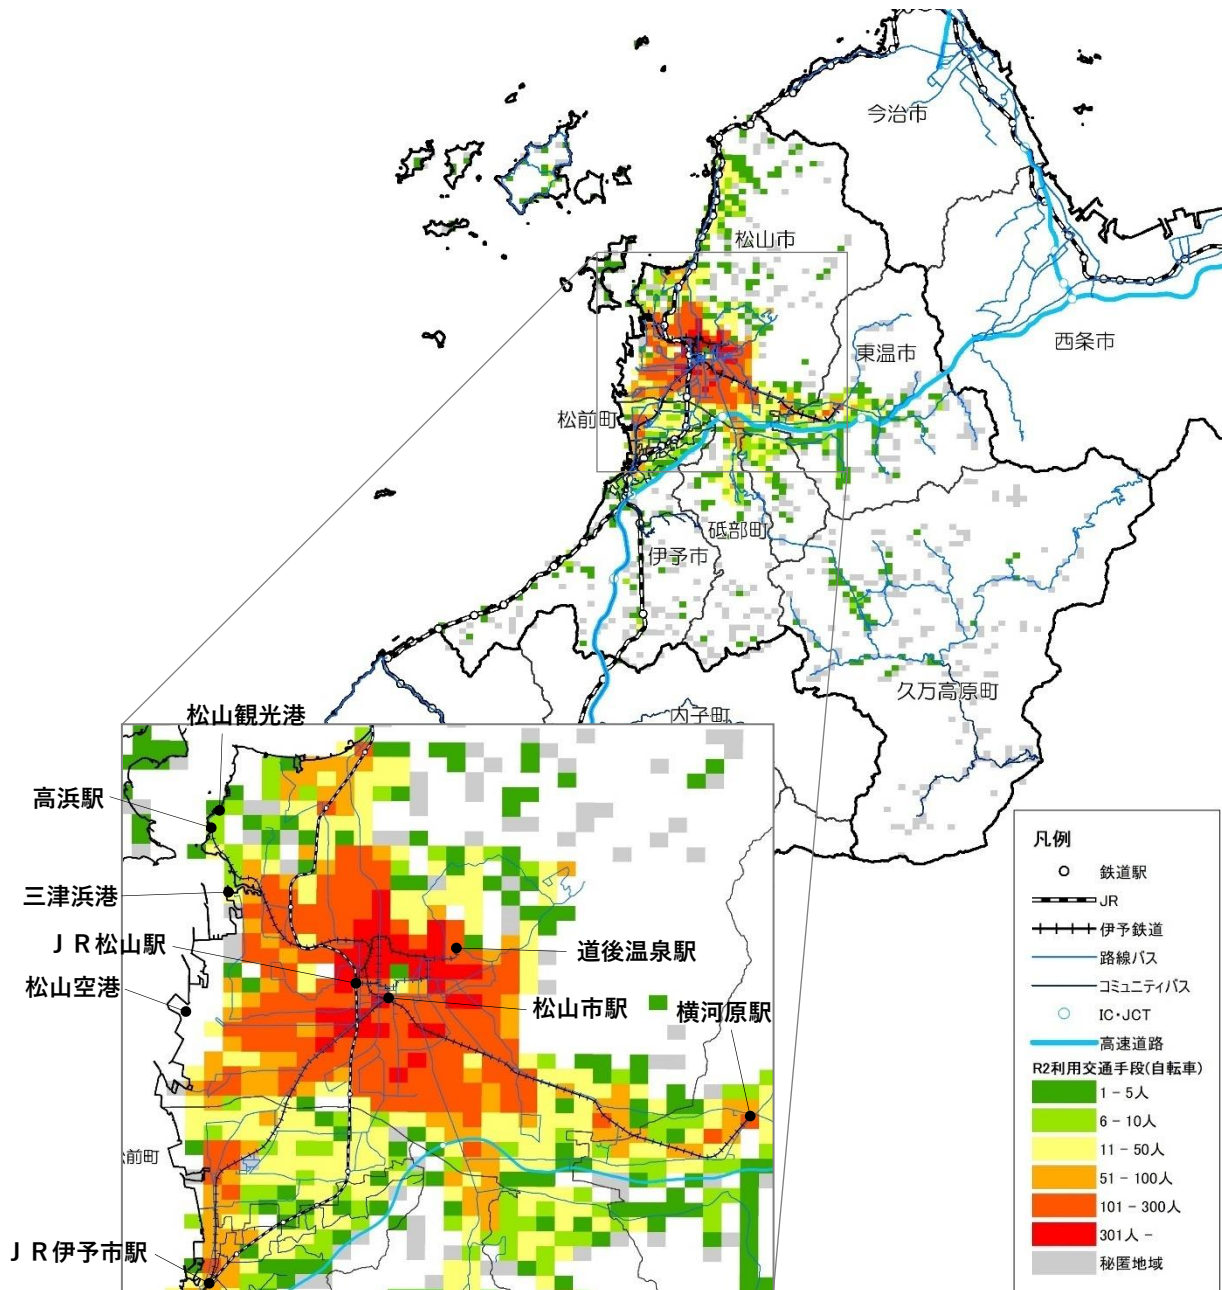 今治市
松山市
東温市
西条市
松前町
砥部町
伊予市
久万高原町
内子町
松山観光港
高浜駅
三津浜港
ＪＲ松山駅
松山空港
道後温泉駅
松山市駅
横河原駅
前町
ＪＲ伊予市駅
凡例
鉄道駅
JR
伊予鉄道
路線バス
コミュニティバス
IC・JCT
高速道路
R2利用交通手段(自転車)
1 - 5人
6 - 10人
11 - 50人
51 - 100人
101 - 300人
301人 -
秘匿地域